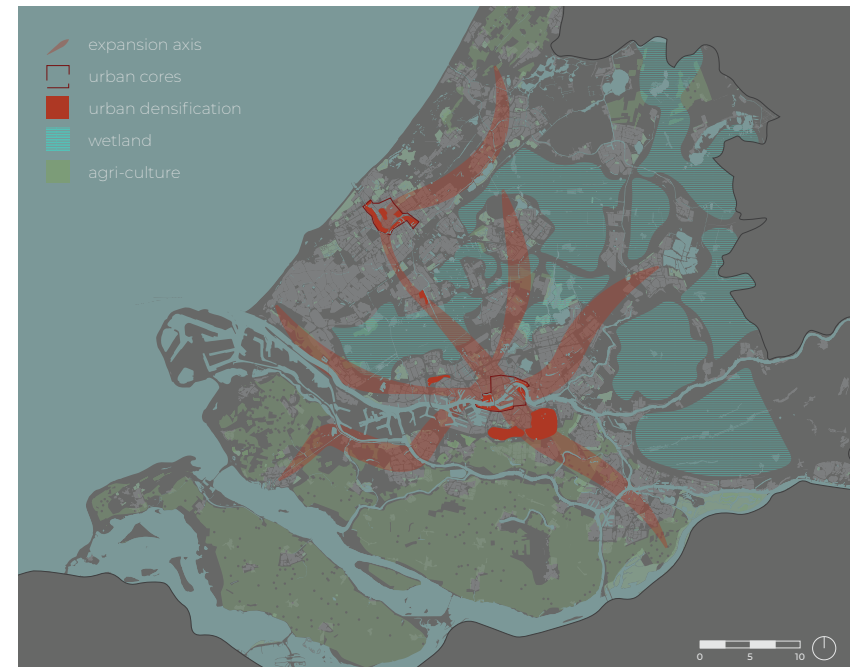 expansion axis
urban cores
urban densification
wetland
agri-culture
0 5 10